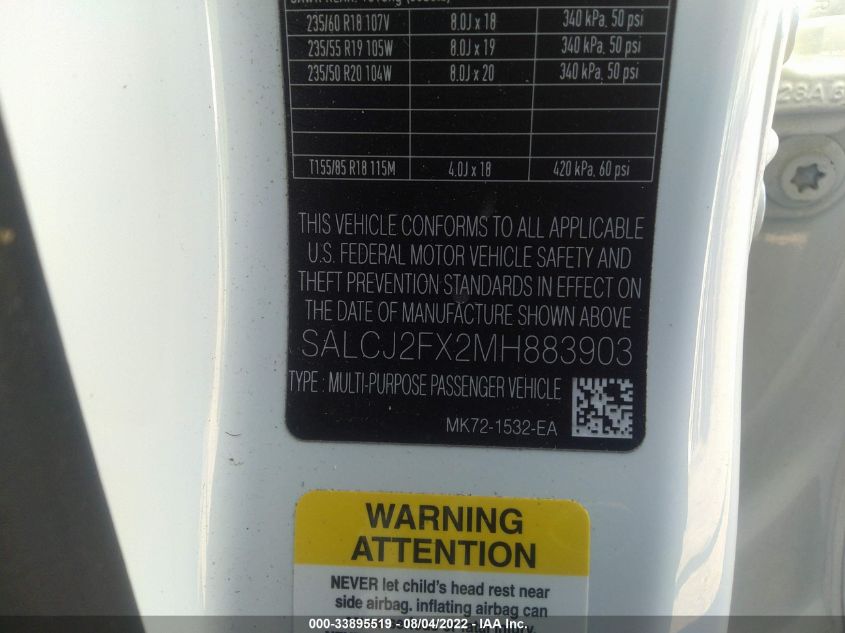 235/60 R18 107V 8.0J x 18 340 kPa, 50 psi
235/55 R19 105W 8.0J x 19 340 kPa, 50 psi
235/50 R20 104W 8.0J x 20 340 kPa, 50 psi
T155/85 R18 115M 4.0J x 18 420 kPa, 60 psi
THIS VEHICLE CONFORMS TO ALL APPLICABLE
U.S. FEDERAL MOTOR VEHICLE SAFETY AND
THEFT PREVENTION STANDARDS IN EFFECT ON
THE DATE OF MANUFACTURE SHOWN ABOVE
SALCJ2FX2MH883903
TYPE : MULTI-PURPOSE PASSENGER VEHICLE
MK72-1532-EA
WARNING
ATTENTION
NEVER let child's head rest near
side airbag. inflating airbag can
or fatal injury.
000-33895519 - 08/04/2022 - IAA Inc.